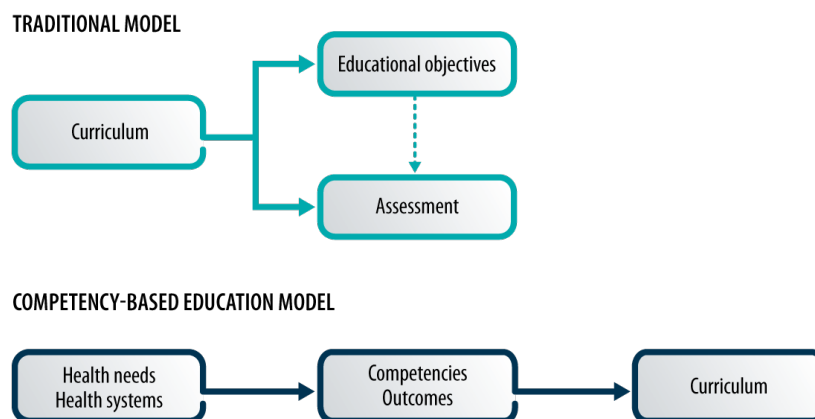 TRADITIONAL MODEL
Educational objectives
Curriculum
Assessment
COMPETENCY-BASED EDUCATION MODEL
Health needs
Health systems
Competencies
Outcomes
Curriculum